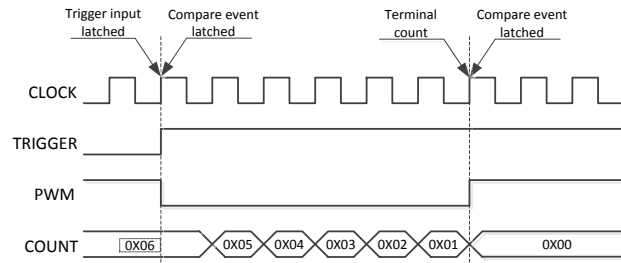 Trigger input
latched
Compare event
latched
Terminal
count
Compare event
latched
CLOCK
TRIGGER
PWM
COUNT 0X06 0X05 0X04 0X03 0X02 0X01 0X00